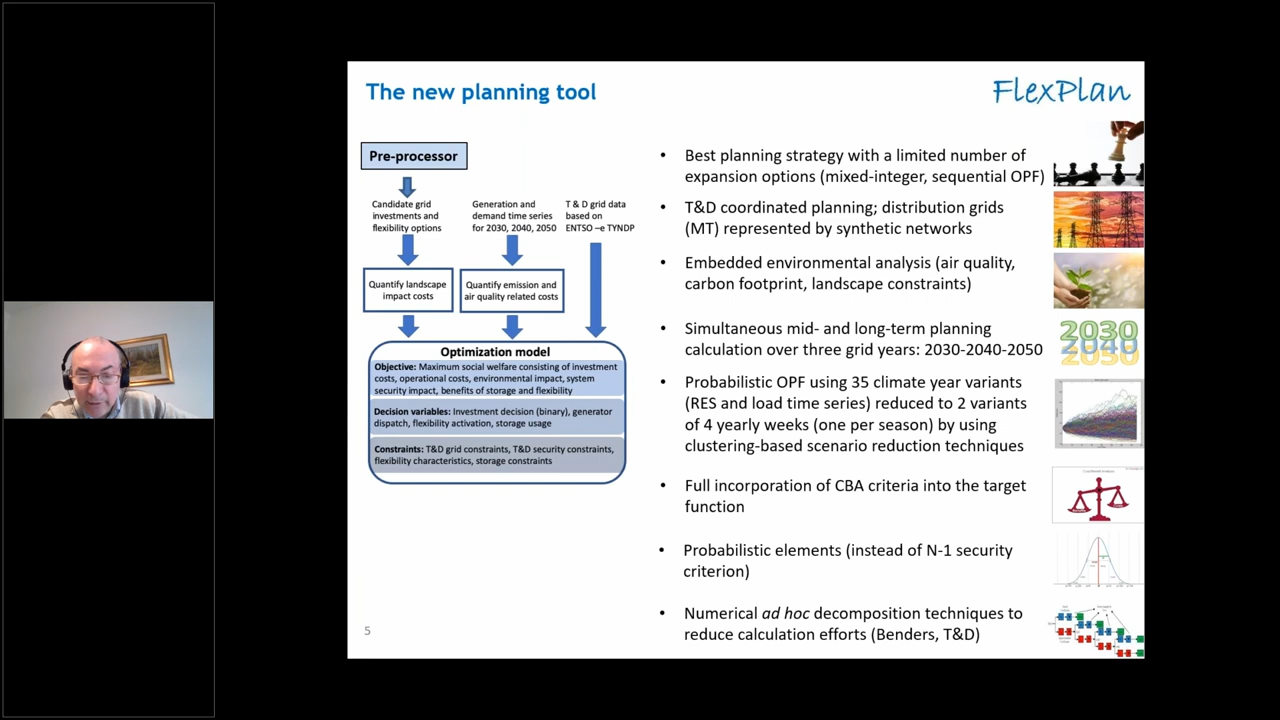 The new planning tool
FlexPlan
Pre-processor
Candidate grid
investments and
flexibility options
Generation and
demand time series
for 2030, 2040, 2050
T & D grid data
based on
ENTSO –e TYNDP
Quantify landscape
impact costs
Quantify emission and
air quality related costs
Optimization model
Objective: Maximum social welfare consisting of investment
costs, operational costs, environmental impact, system
security impact, benefits of storage and flexibility
Decision variables: Investment decision (binary), generator
dispatch, flexibility activation, storage usage
Constraints: T&D grid constraints, T&D security constraints,
flexibility characteristics, storage constraints
• Best planning strategy with a limited number of
expansion options (mixed-integer, sequential OPF)
• T&D coordinated planning; distribution grids
(MT) represented by synthetic networks
• Embedded environmental analysis (air quality,
carbon footprint, landscape constraints)
• Simultaneous mid- and long-term planning
calculation over three grid years: 2030-2040-2050
• Probabilistic OPF using 35 climate year variants
(RES and load time series) reduced to 2 variants
of 4 yearly weeks (one per season) by using
clustering-based scenario reduction techniques
• Full incorporation of CBA criteria into the target
function
• Probabilistic elements (instead of N-1 security
criterion)
• Numerical ad hoc decomposition techniques to
reduce calculation efforts (Benders, T&D)
2030
2040
2050
5